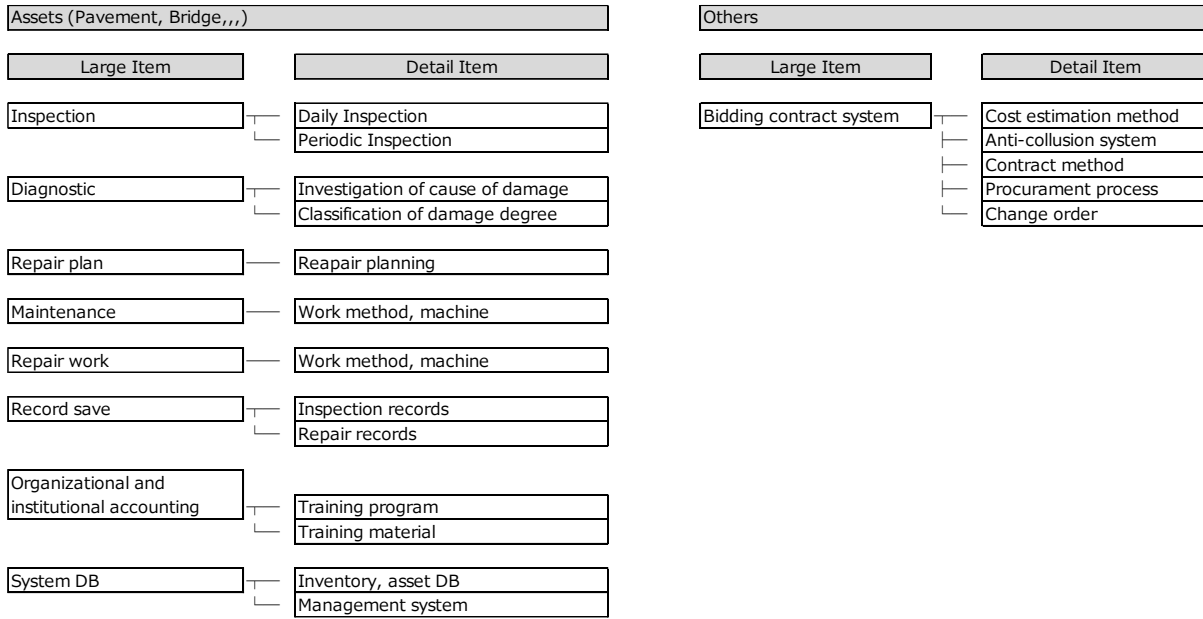 Assets (Pavement, Bridge,,,)
Large Item
Detail Item
Inspection
Daily Inspection
Periodic Inspection
Diagnostic
Investigation of cause of damage
Classification of damage degree
Repair plan
Reapair planning
Maintenance
Work method, machine
Repair work
Work method, machine
Record save
Inspection records
Repair records
Organizational and
institutional accounting
Training program
Training material
System DB
Inventory, asset DB
Management system
Others
Large Item
Detail Item
Bidding contract system
Cost estimation method
Anti-collusion system
Contract method
Procurament process
Change order